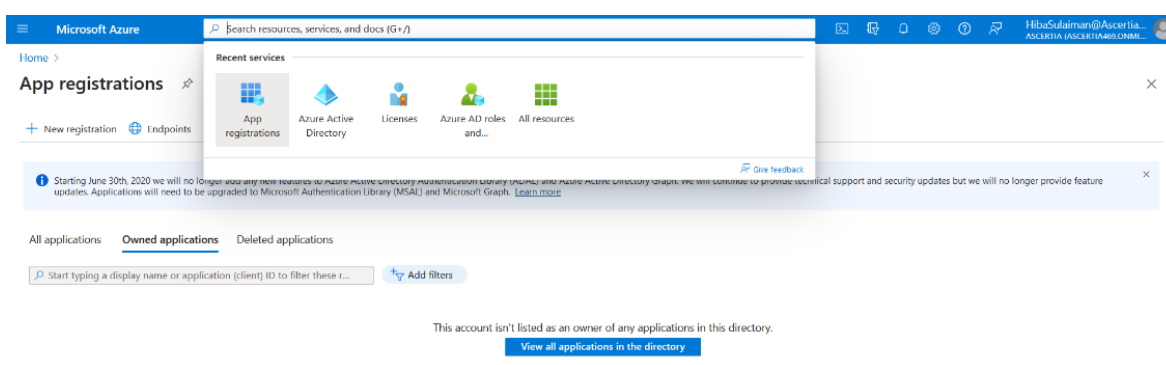 Microsoft Azure
Search resources, services, and docs (G+/)
HibaSulaiman@Ascertia...
ASCERTIA (ASCERTIA469.ONMI...
Home >
Recent services
App registrations
App registrations
Azure Active Directory
Licenses
Azure AD roles and...
All resources
New registration
Endpoints
Give feedback
Starting June 30th, 2020 we will no longer add any new features to Azure Active Directory Authentication Library (ADAL) and Azure Active Directory Graph. We will continue to provide technical support and security updates but we will no longer provide feature
updates. Applications will need to be upgraded to Microsoft Authentication Library (MSAL) and Microsoft Graph. Learn more
All applications
Owned applications
Deleted applications
Start typing a display name or application (client) ID to filter these r...
Add filters
This account isn't listed as an owner of any applications in this directory.
View all applications in the directory